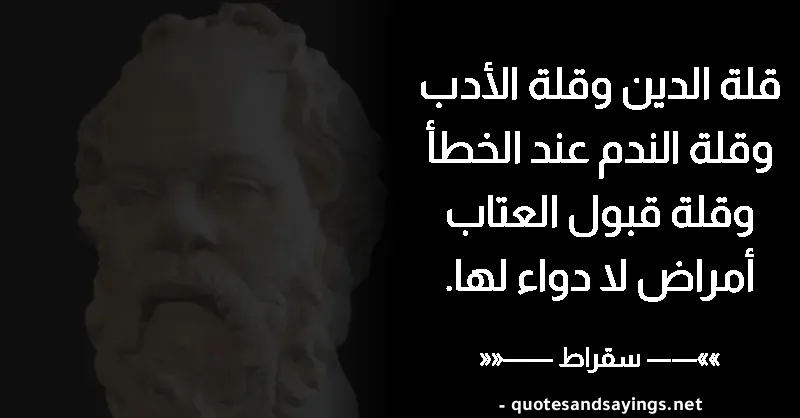 قلة الدين وقلة الأدب
وقلة الندم عند الخطأ
وقلة قبول العتاب
أمراض لا دواء لها.
»»—— سقراط ——««
- quotesandsayings.net